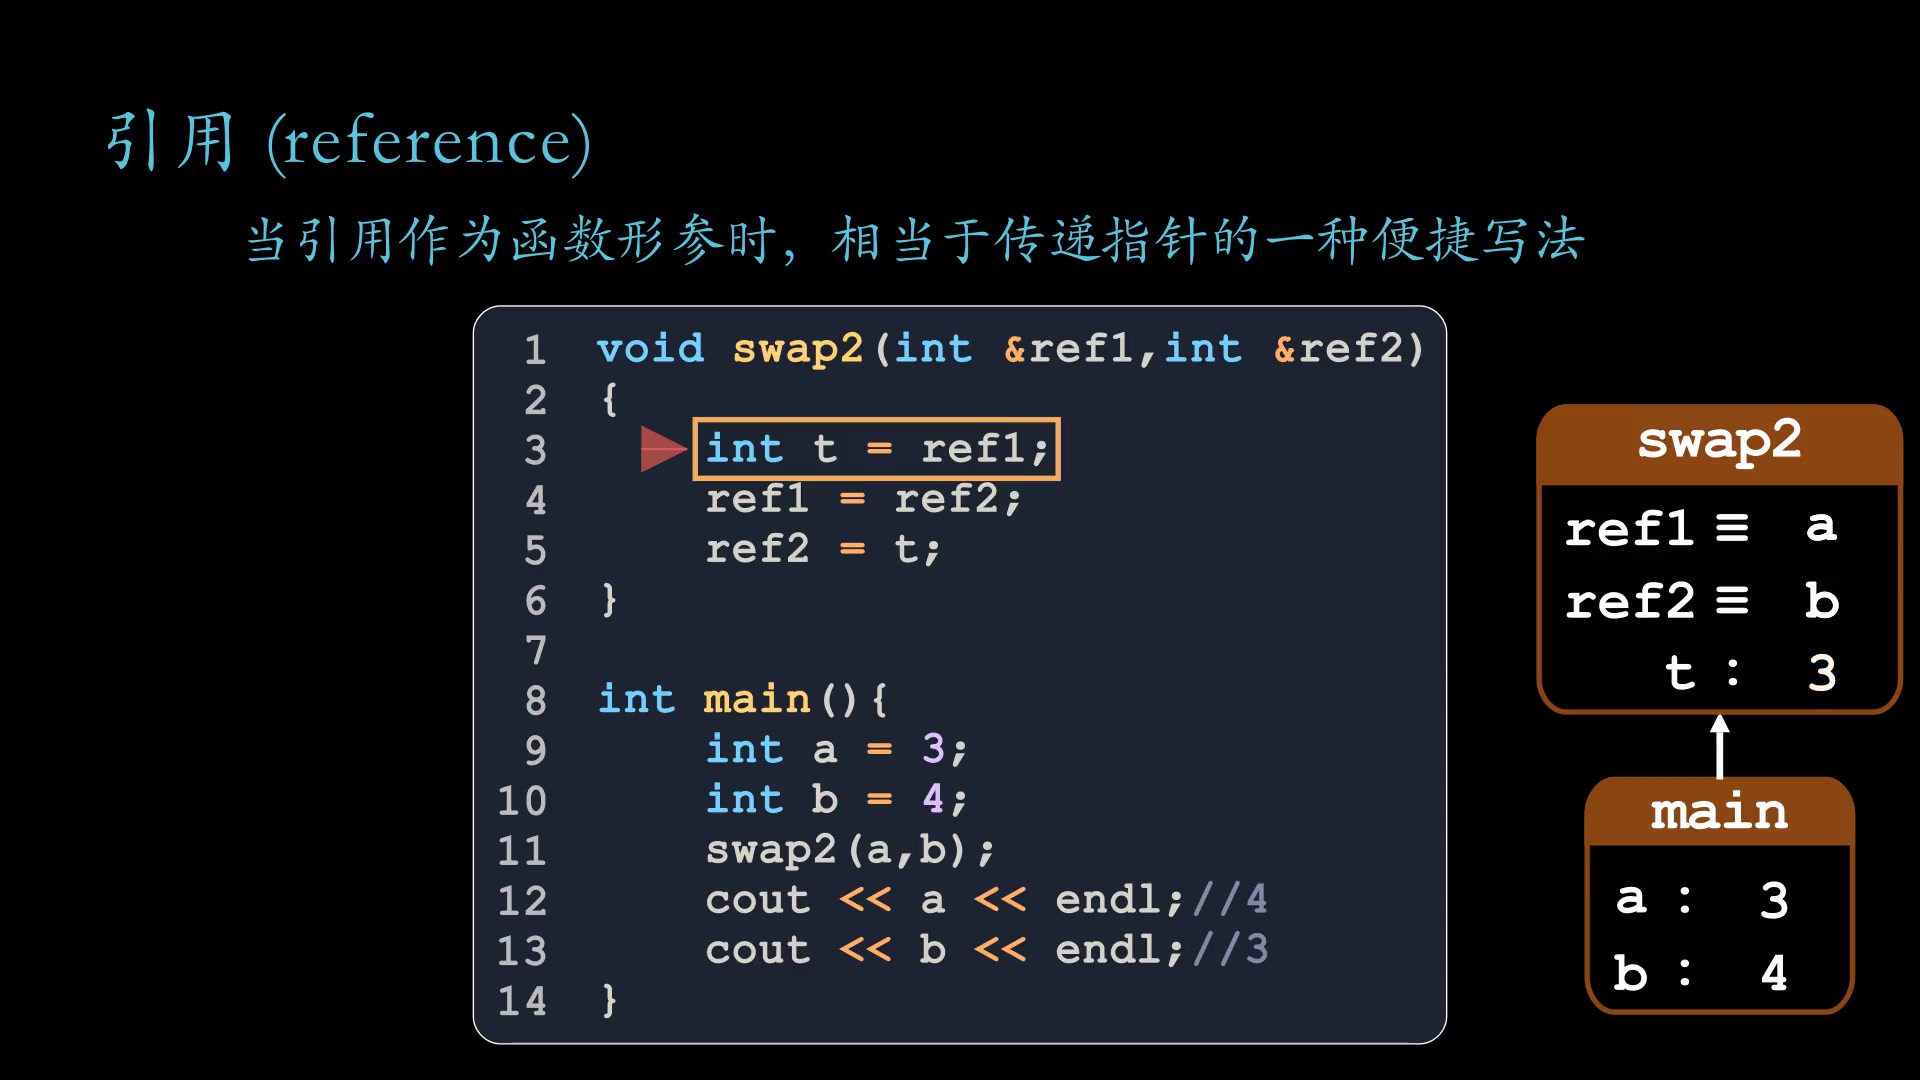 引用 (reference)
当引用作为函数形参时，相当于传递指针的一种便捷写法
1 void swap2(int &ref1,int &ref2)
2 {
3     int t = ref1;
4     ref1 = ref2;
5     ref2 = t;
6 }
7
8 int main(){
9     int a = 3;
10     int b = 4;
11     swap2(a,b);
12     cout << a << endl;//4
13     cout << b << endl;//3
14 }
swap2
ref1 ≡ a
ref2 ≡ b
t : 3
main
a : 3
b : 4